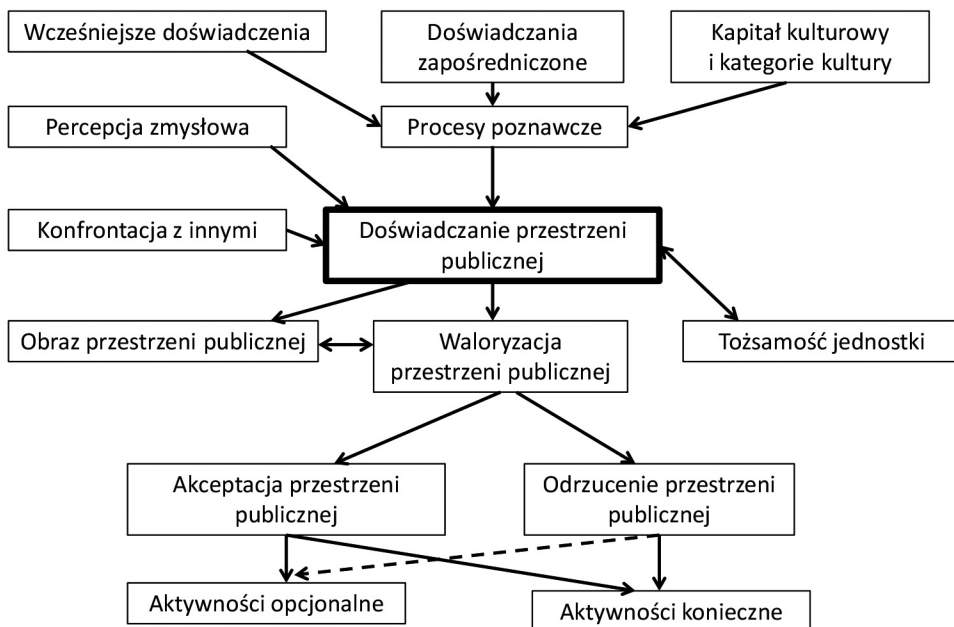 Wcześniejsze doświadczenia
Doświadczania
zapośredniczone
Kapitał kulturowy
i kategorie kultury
Percepcja zmysłowa
Procesy poznawcze
Konfrontacja z innymi
Doświadczanie przestrzeni
publicznej
Obraz przestrzeni publicznej
Waloryzacja
przestrzeni publicznej
Tożsamość jednostki
Akceptacja przestrzeni
publicznej
Odrzucenie przestrzeni
publicznej
Aktywności opcjonalne
Aktywności konieczne